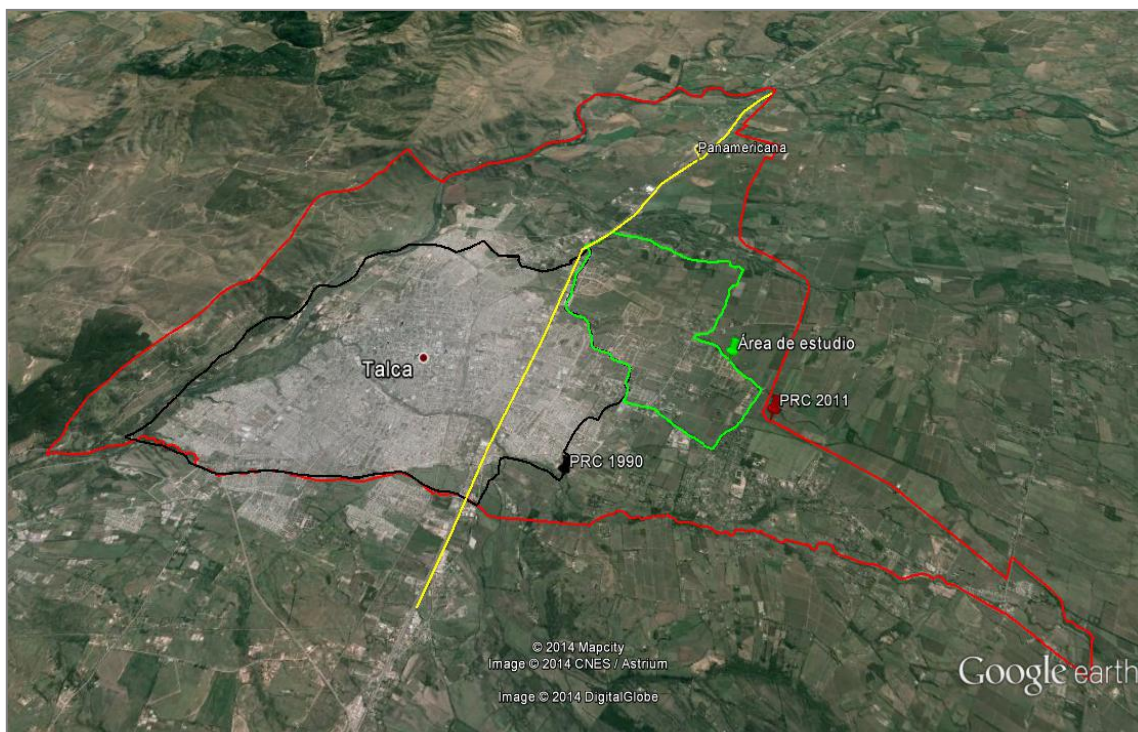 Panamericana
Área de estudio
Talca
PRC 2011
PRC 1990
© 2014 Mapcity
Image © 2014 CNES / Astrium
Image © 2014 DigitalGlobe
Google earth